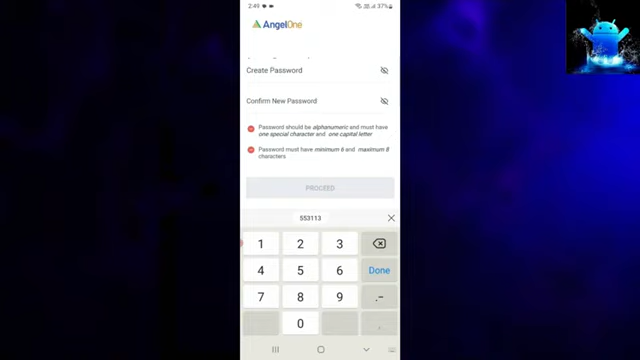 2:49
37%
AngelOne
Create Password
Confirm New Password
Password should be alphanumeric and must have
one special character and one capital letter
Password must have minimum 6 and maximum 8
characters
PROCEED
553113
1 2 3
4 5 6 Done
7 8 9 .-
0 ,